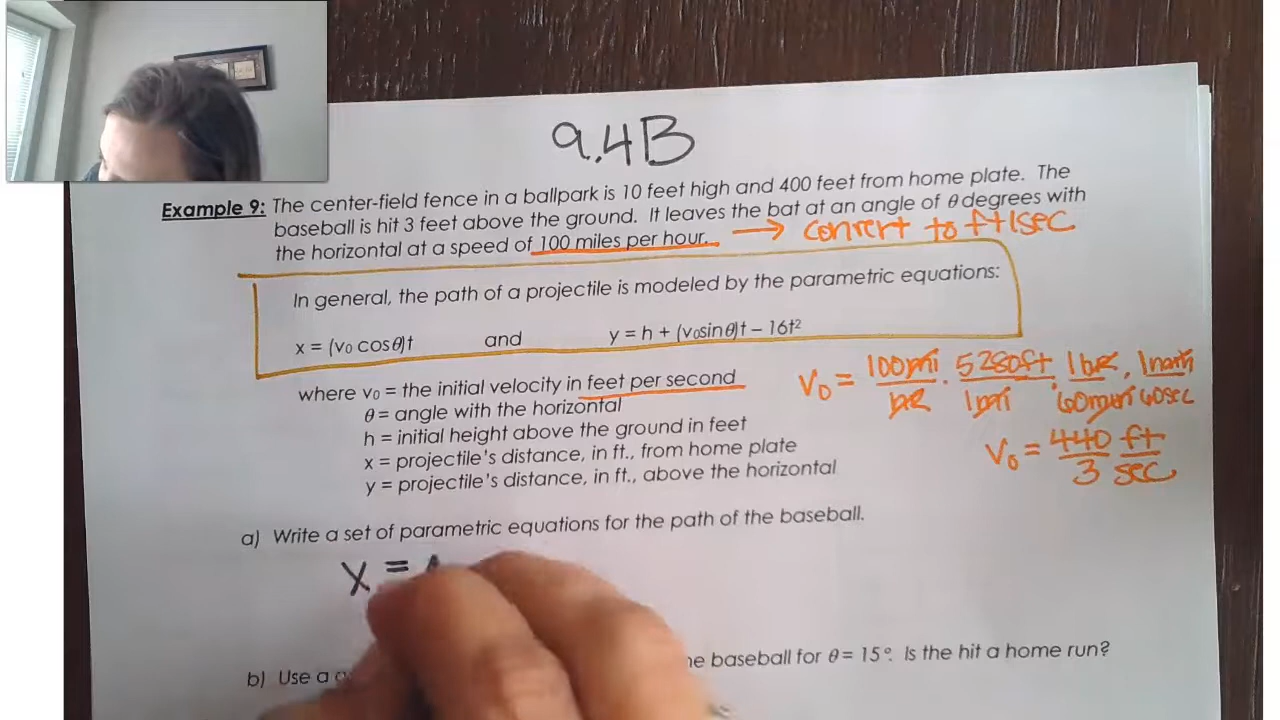 9.4B
Example 9: The center-field fence in a ballpark is 10 feet high and 400 feet from home plate. The
baseball is hit 3 feet above the ground. It leaves the bat at an angle of θ degrees with
the horizontal at a speed of 100 miles per hour. → convert to ft/sec
In general, the path of a projectile is modeled by the parametric equations:
x = (v₀ cosθ)t and y = h + (v₀sinθ)t – 16t²
where v₀ = the initial velocity in feet per second
θ = angle with the horizontal
h = initial height above the ground in feet
x = projectile's distance, in ft., from home plate
y = projectile's distance, in ft., above the horizontal
V₀ = 100mi/hr · 5280ft/1mi · 1hr/60min · 1min/60sec
V₀ = 440/3 ft/sec
a) Write a set of parametric equations for the path of the baseball.
x =
b) Use a baseball for θ = 15°. Is the hit a home run?